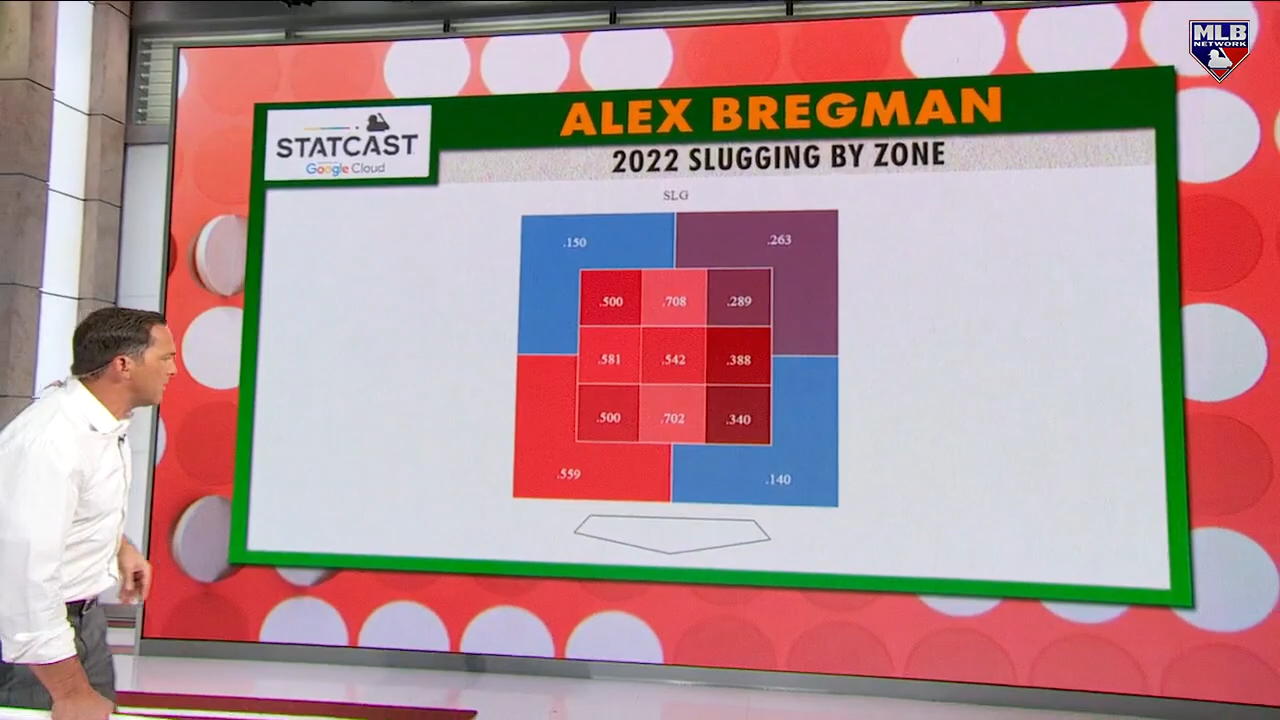 MLB
NETWORK
STATCAST
Google Cloud
ALEX BREGMAN
2022 SLUGGING BY ZONE
SLG
.150
.263
.500 .708 .289
.581 .542 .388
.500 .702 .340
.559
.140